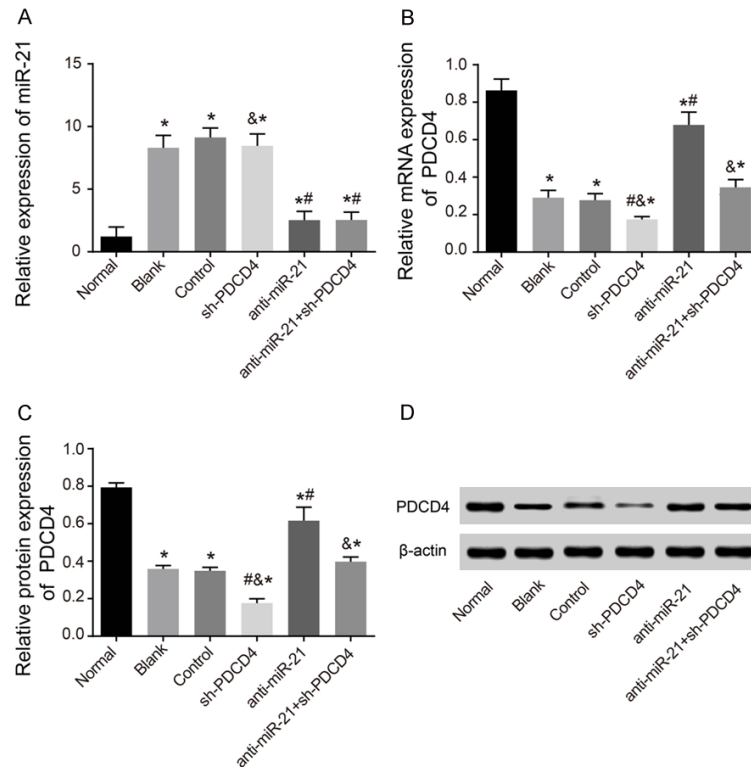 A
Relative expression of miR-21
15
10
5
0
*
*
&*
*#
*#
Normal
Blank
Control
sh-PDCD4
anti-miR-21
anti-miR-21+sh-PDCD4
B
Relative mRNA expression
of PDCD4
1.0
0.8
0.6
0.4
0.2
0.0
*
*
#&*
*#
&*
Normal
Blank
Control
sh-PDCD4
anti-miR-21
anti-miR-21+sh-PDCD4
C
Relative protein expression
of PDCD4
1.0
0.8
0.6
0.4
0.2
0.0
*
*
#&*
*#
&*
Normal
Blank
Control
sh-PDCD4
anti-miR-21
anti-miR-21+sh-PDCD4
D
PDCD4
β-actin
Normal
Blank
Control
sh-PDCD4
anti-miR-21
anti-miR-21+sh-PDCD4